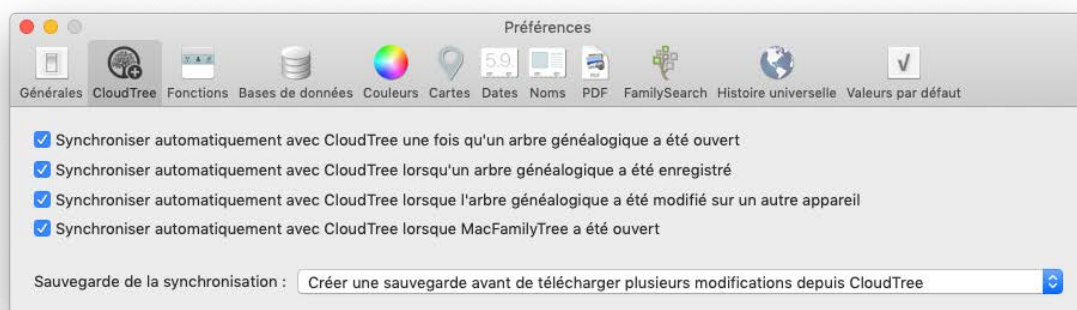 Préférences
Générales CloudTree Fonctions Bases de données Couleurs Cartes Dates Noms PDF FamilySearch Histoire universelle Valeurs par défaut
Synchroniser automatiquement avec CloudTree une fois qu'un arbre généalogique a été ouvert
Synchroniser automatiquement avec CloudTree lorsqu'un arbre généalogique a été enregistré
Synchroniser automatiquement avec CloudTree lorsque l'arbre généalogique a été modifié sur un autre appareil
Synchroniser automatiquement avec CloudTree lorsque MacFamilyTree a été ouvert
Sauvegarde de la synchronisation : Créer une sauvegarde avant de télécharger plusieurs modifications depuis CloudTree